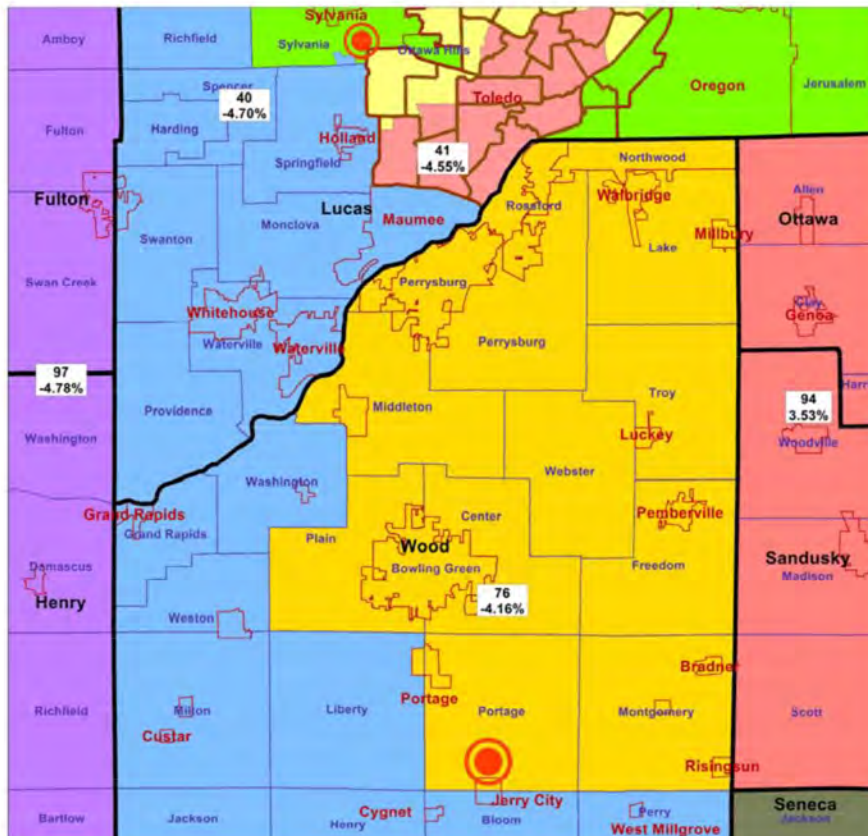 Sylvania
Amboy
Richfield
Sylvania
Ottawa Hills
Spencer
40
-4.70%
Toledo
Oregon
Jerusalem
Fulton
Harding
Holland
Springfield
41
-4.55%
Northwood
Fulton
Lucas
Maumee
Rossford
Walbridge
Allen
Ottawa
Swanton
Monclova
Lake
Millbury
Swan Creek
Perrysburg
Whitehouse
Clay
Genoa
Waterville
Waterville
Perrysburg
97
-4.78%
Harr
Providence
Middleton
Troy
94
3.53%
Washington
Luckey
Woodville
Washington
Webster
Grand Rapids
Grand Rapids
Plain
Center
Pemberville
Wood
Damascus
Bowling Green
Freedom
Sandusky
Madison
Henry
76
-4.16%
Weston
Bradner
Portage
Richfield
Milton
Liberty
Portage
Montgomery
Scott
Custar
Risingsun
Jerry City
Seneca
Cygnet
Perry
Bartlow
Jackson
Henry
Bloom
West Millgrove
Jackson